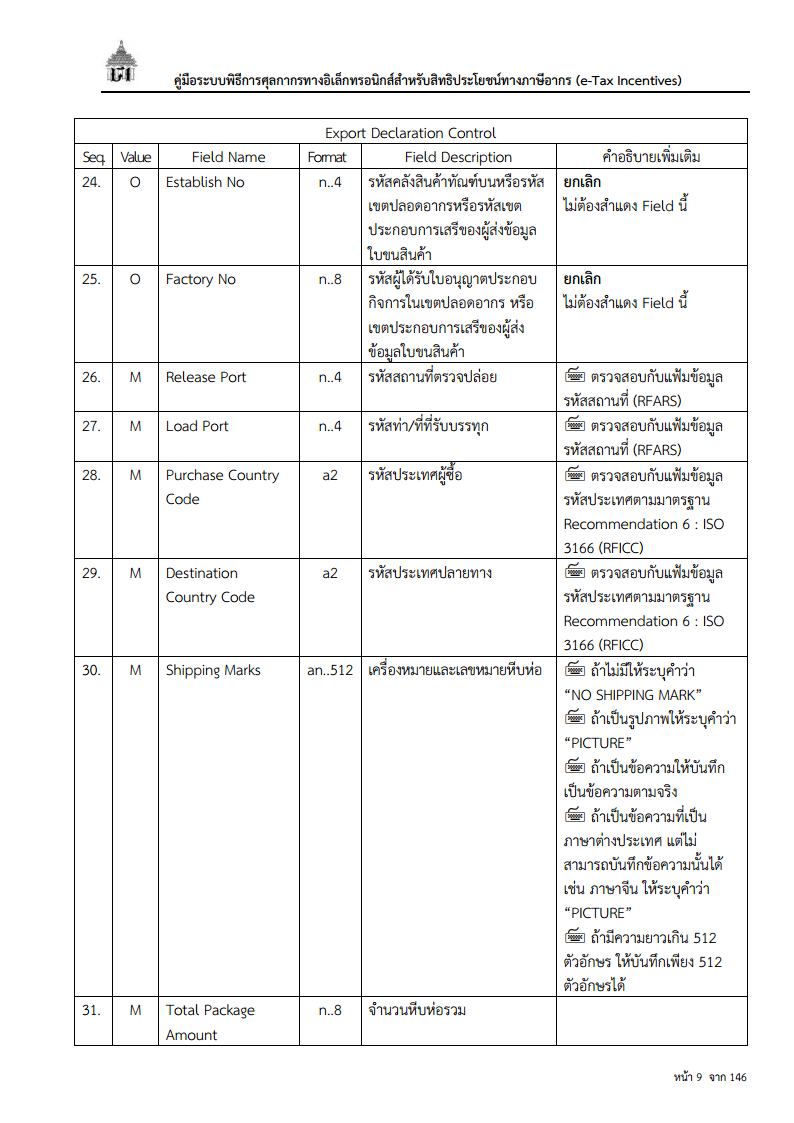 คู่มือระบบพิธีการศุลกากรทางอิเล็กทรอนิกส์สำหรับสิทธิประโยชน์ทางภาษีอากร (e-Tax Incentives)
Export Declaration Control
Seq. Value Field Name Format Field Description คำอธิบายเพิ่มเติม
24. O Establish No n..4 รหัสคลังสินค้าทัณฑ์บนหรือรหัส ยกเลิก
เขตปลอดอากรหรือรหัสเขต ไม่ต้องสำแดง Field นี้
ประกอบการเสรีของผู้ส่งข้อมูล
ใบขนสินค้า
25. O Factory No n..8 รหัสผู้ได้รับใบอนุญาตประกอบ ยกเลิก
กิจการในเขตปลอดอากร หรือ ไม่ต้องสำแดง Field นี้
เขตประกอบการเสรีของผู้ส่ง
ข้อมูลใบขนสินค้า
26. M Release Port n..4 รหัสสถานที่ตรวจปล่อย ตรวจสอบกับแฟ้มข้อมูล
รหัสสถานที่ (RFARS)
27. M Load Port n..4 รหัสท่า/ที่ที่รับบรรทุก ตรวจสอบกับแฟ้มข้อมูล
รหัสสถานที่ (RFARS)
28. M Purchase Country a2 รหัสประเทศผู้ซื้อ ตรวจสอบกับแฟ้มข้อมูล
Code รหัสประเทศตามมาตรฐาน
Recommendation 6 : ISO
3166 (RFICC)
29. M Destination a2 รหัสประเทศปลายทาง ตรวจสอบกับแฟ้มข้อมูล
Country Code รหัสประเทศตามมาตรฐาน
Recommendation 6 : ISO
3166 (RFICC)
30. M Shipping Marks an..512 เครื่องหมายและเลขหมายหีบห่อ ถ้าไม่มีให้ระบุคำว่า
“NO SHIPPING MARK”
ถ้าเป็นรูปภาพให้ระบุคำว่า
“PICTURE”
ถ้าเป็นข้อความให้บันทึก
เป็นข้อความตามจริง
ถ้าเป็นข้อความที่เป็น
ภาษาต่างประเทศ แต่ไม่
สามารถบันทึกข้อความนั้นได้
เช่น ภาษาจีน ให้ระบุคำว่า
“PICTURE”
ถ้ามีความยาวเกิน 512
ตัวอักษร ให้บันทึกเพียง 512
ตัวอักษรได้
31. M Total Package n..8 จำนวนหีบห่อรวม
Amount
หน้า 9 จาก 146